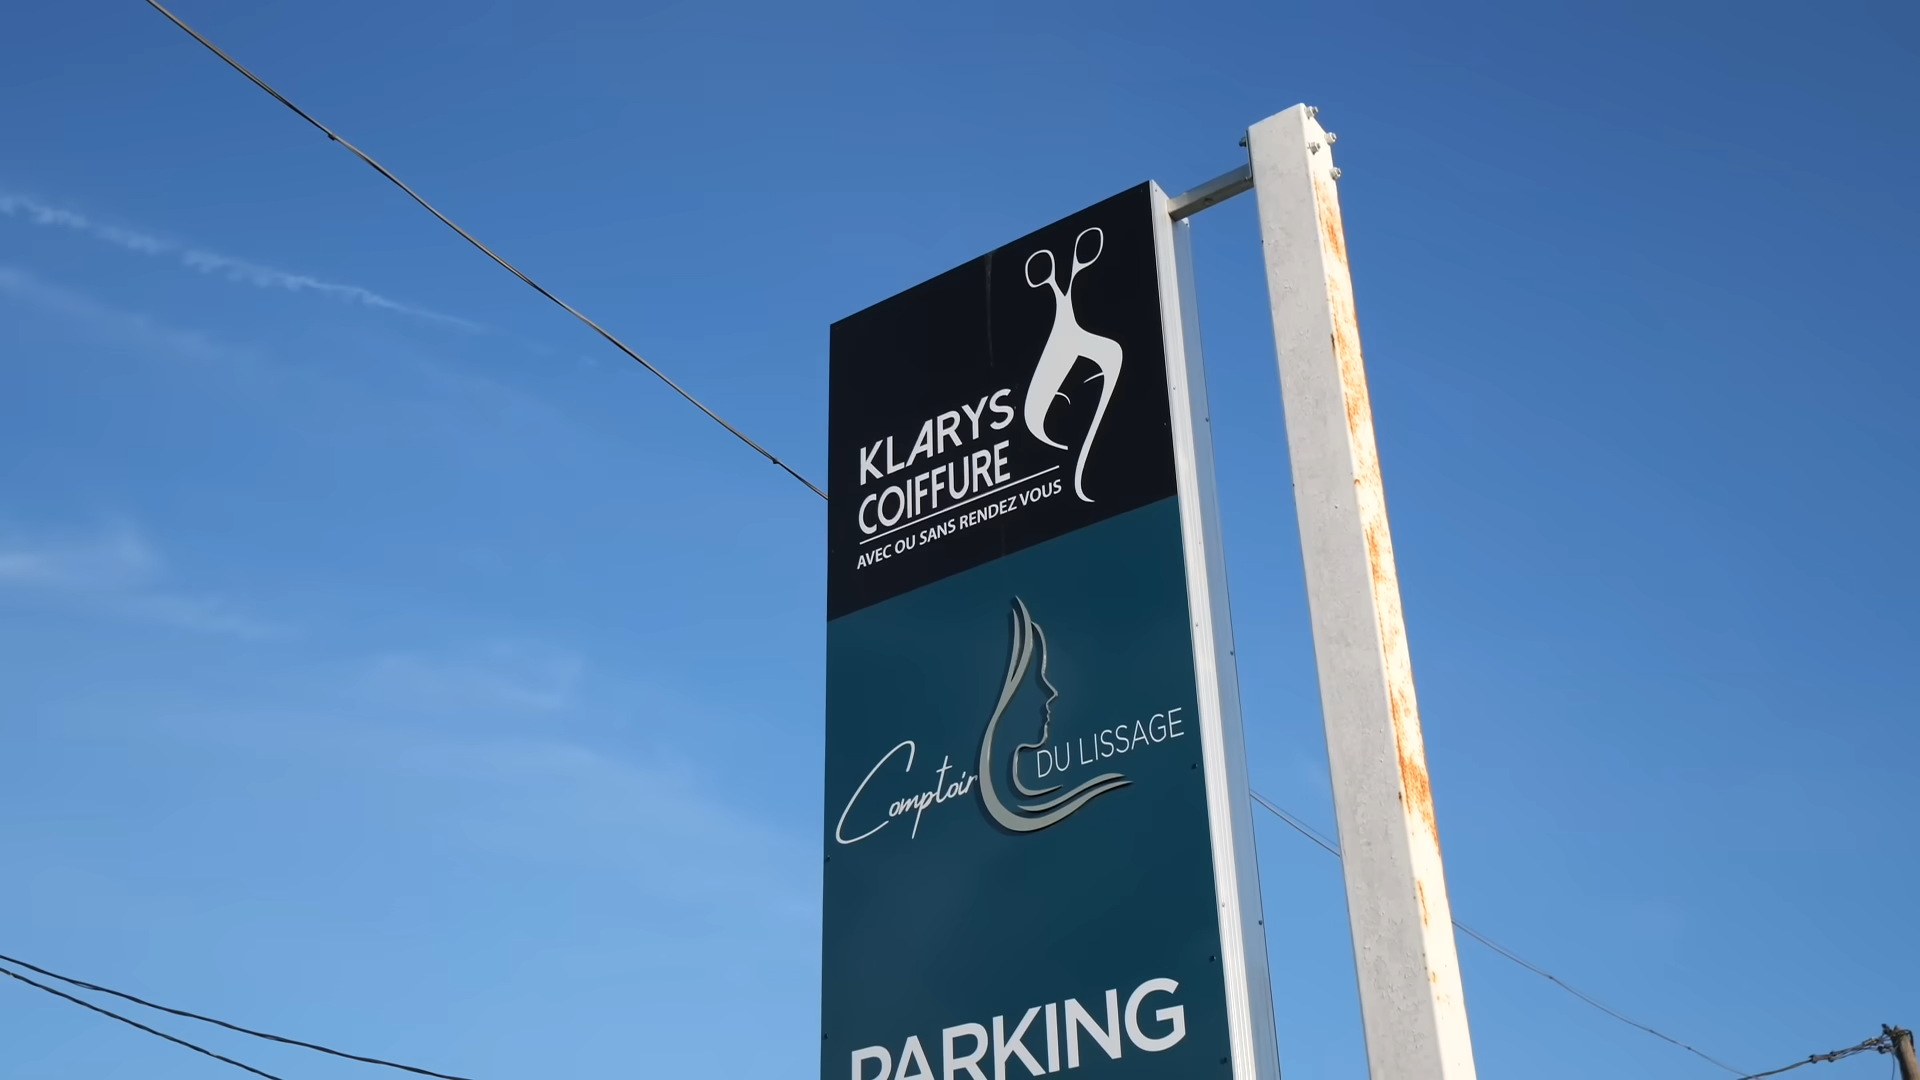 KLARYS
COIFFURE
AVEC OU SANS RENDEZ VOUS
Comptoir DU LISSAGE
PARKING